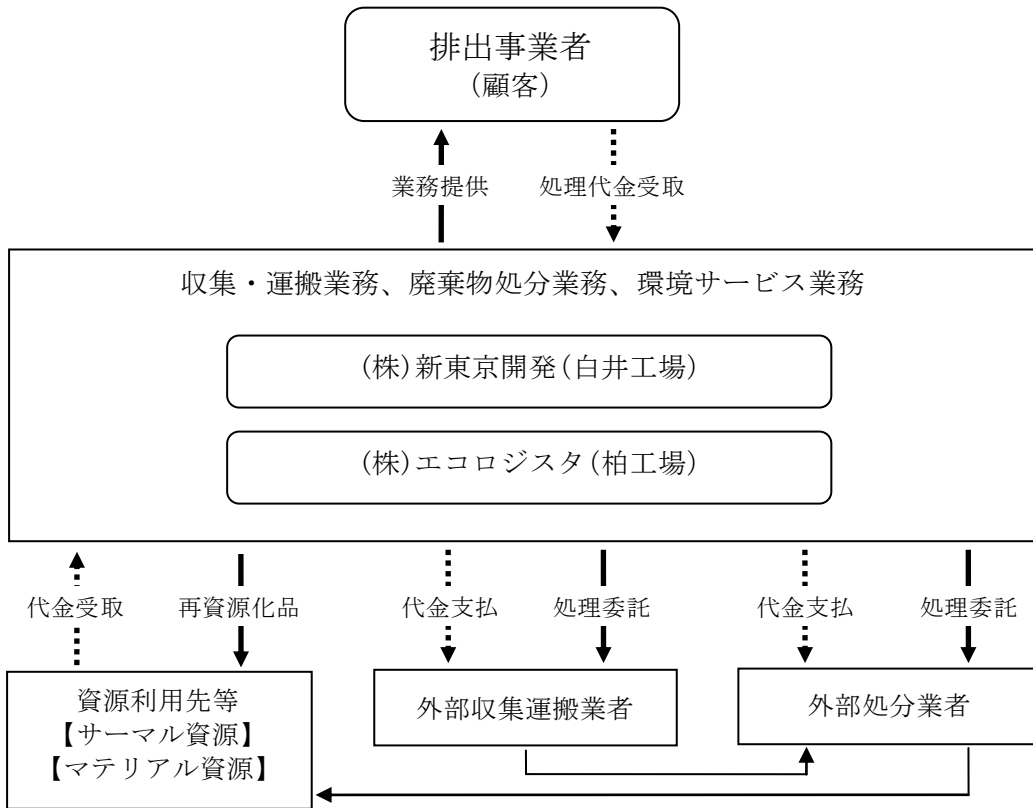 排出事業者
(顧客)
業務提供
処理代金受取
収集・運搬業務、廃棄物処分業務、環境サービス業務
(株)新東京開発(白井工場)
(株)エコロジスタ(柏工場)
代金受取
再資源化品
代金支払
処理委託
代金支払
処理委託
資源利用先等
【サーマル資源】
【マテリアル資源】
外部収集運搬業者
外部処分業者